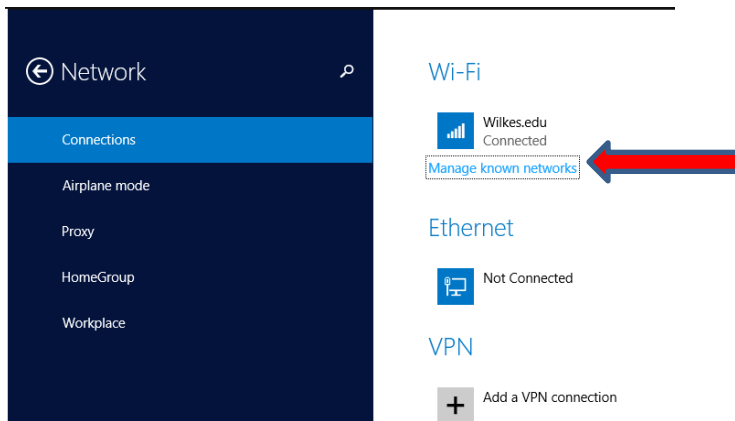 Network
Connections
Airplane mode
Proxy
HomeGroup
Workplace
Wi-Fi
Wilkes.edu
Connected
Manage known networks
Ethernet
Not Connected
VPN
Add a VPN connection